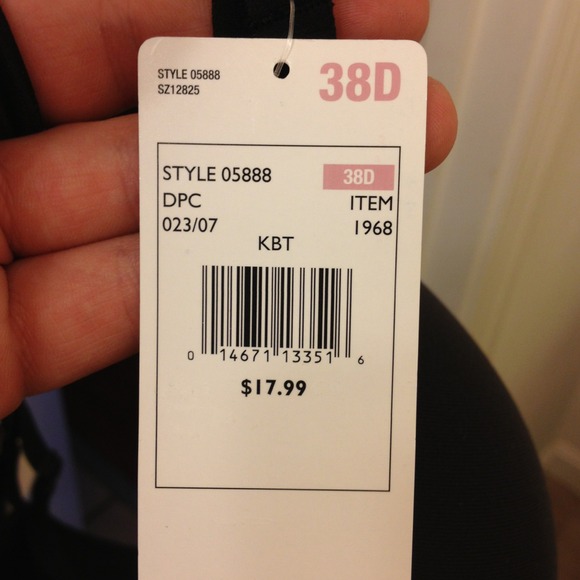 STYLE 05888
SZ12825
38D
STYLE 05888 38D
DPC ITEM
023/07 1968
KBT
0 14671 13351 6
$17.99